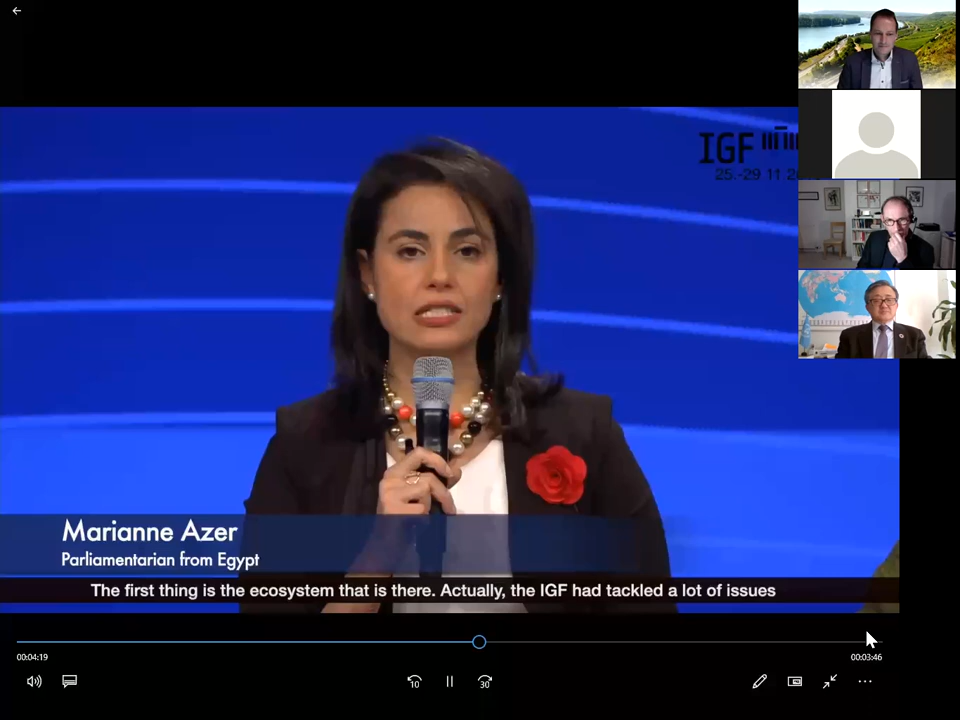 IGF
25.-29 11 2
Marianne Azer
Parliamentarian from Egypt
The first thing is the ecosystem that is there. Actually, the IGF had tackled a lot of issues
00:04:19
00:03:46
10
30